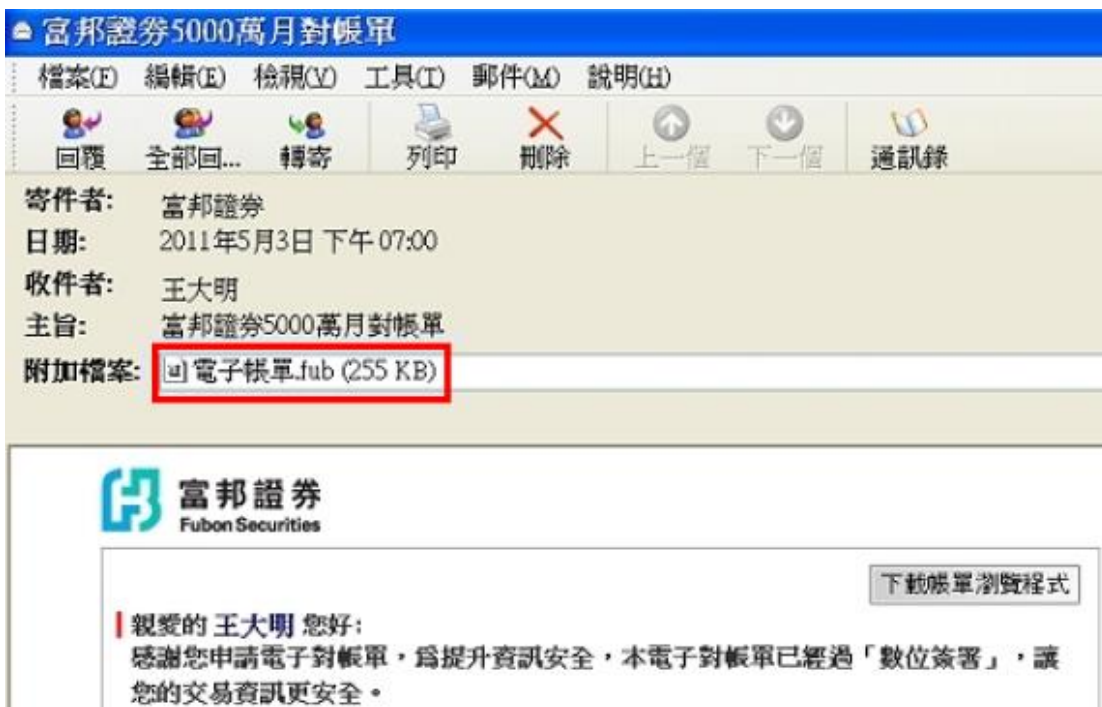 富邦證券5000萬月對帳單
檔案(F) 編輯(E) 檢視(V) 工具(T) 郵件(M) 說明(H)
回覆 全部回... 轉寄 列印 刪除 上一個 下一個 通訊錄
寄件者: 富邦證券
日期: 2011年5月3日 下午 07:00
收件者: 王大明
主旨: 富邦證券5000萬月對帳單
附加檔案: 電子帳單.fub (255 KB)
富邦證券
Fubon Securities
下載帳單瀏覽程式
親愛的 王大明 您好:
感謝您申請電子對帳單,爲提升資訊安全,本電子對帳單已經過「數位簽署」,讓
您的交易資訊更安全。